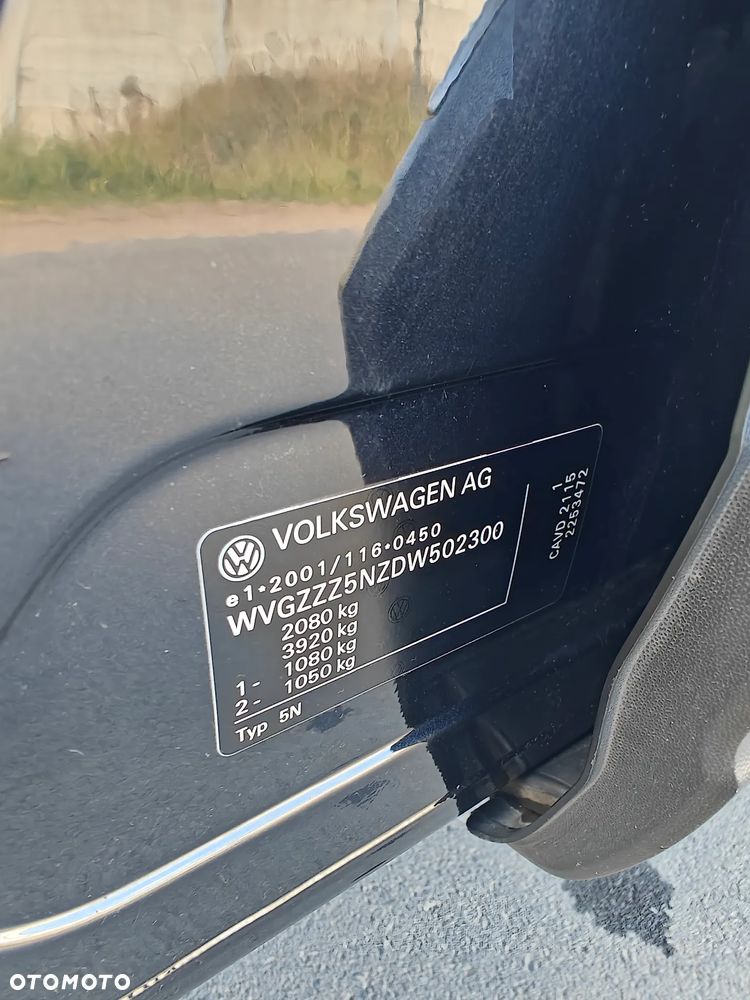 VOLKSWAGEN AG
e1*2001/116*0450
WVGZZZ5NZDW502300
2080 kg
3920 kg
1- 1080 kg
2- 1050 kg
Typ 5N
1
CAVD 2115
2253472
OTOMOTO